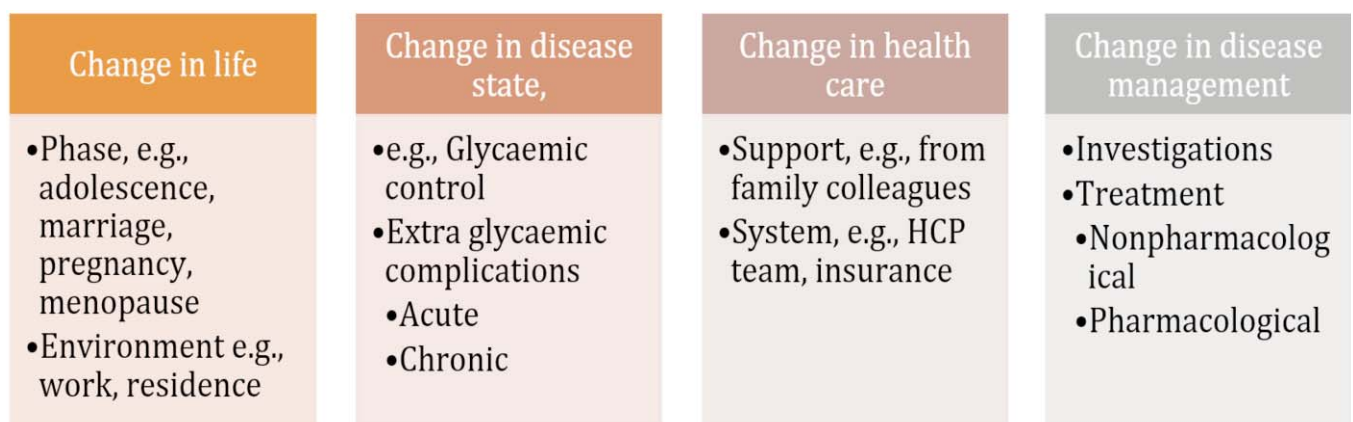 Change in life
•Phase, e.g.,
adolescence,
marriage,
pregnancy,
menopause
•Environment e.g.,
work, residence
Change in disease
state,
•e.g., Glycaemic
control
•Extra glycaemic
complications
•Acute
•Chronic
Change in health
care
•Support, e.g., from
family colleagues
•System, e.g., HCP
team, insurance
Change in disease
management
•Investigations
•Treatment
•Nonpharmacolog
ical
•Pharmacological